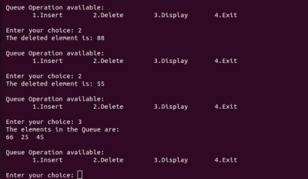 Queue Operation available:
1.Insert 2.Delete 3.Display 4.Exit
Enter your choice: 2
The deleted element is: 88
Queue Operation available:
1.Insert 2.Delete 3.Display 4.Exit
Enter your choice: 2
The deleted element is: 55
Queue Operation available:
1.Insert 2.Delete 3.Display 4.Exit
Enter your choice: 3
The elements in the Queue are:
66 25 45
Queue Operation available:
1.Insert 2.Delete 3.Display 4.Exit
Enter your choice: